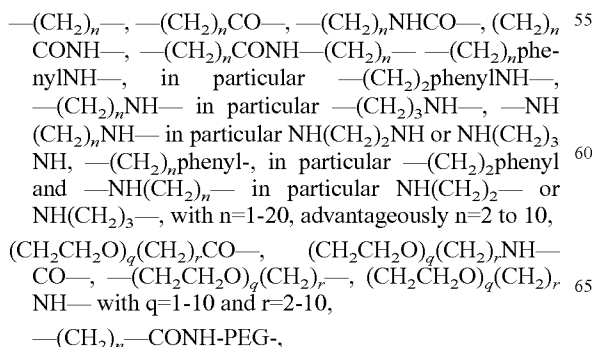 —(CH₂)ₙ—, —(CH₂)ₙCO—, —(CH₂)ₙNHCO—, (CH₂)ₙ 55
CONH—, —(CH₂)ₙCONH—(CH₂)ₙ— —(CH₂)ₙphe-
nylNH—, in particular —(CH₂)₂phenylNH—,
—(CH₂)ₙNH— in particular —(CH₂)₃NH—, —NH
(CH₂)ₙNH— in particular NH(CH₂)₂NH or NH(CH₂)₃
NH, —(CH₂)ₙphenyl-, in particular —(CH₂)₂phenyl 60
and —NH(CH₂)ₙ— in particular NH(CH₂)₂— or
NH(CH₂)₃—, with n=1-20, advantageously n=2 to 10,
(CH₂CH₂O)_q(CH₂)ᵣCO—, (CH₂CH₂O)_q(CH₂)ᵣNH—
CO—, —(CH₂CH₂O)_q(CH₂)ᵣ—, (CH₂CH₂O)_q(CH₂)ᵣ
NH— with q=1-10 and r=2-10, 65
—(CH₂)ₙ—CONH-PEG-,